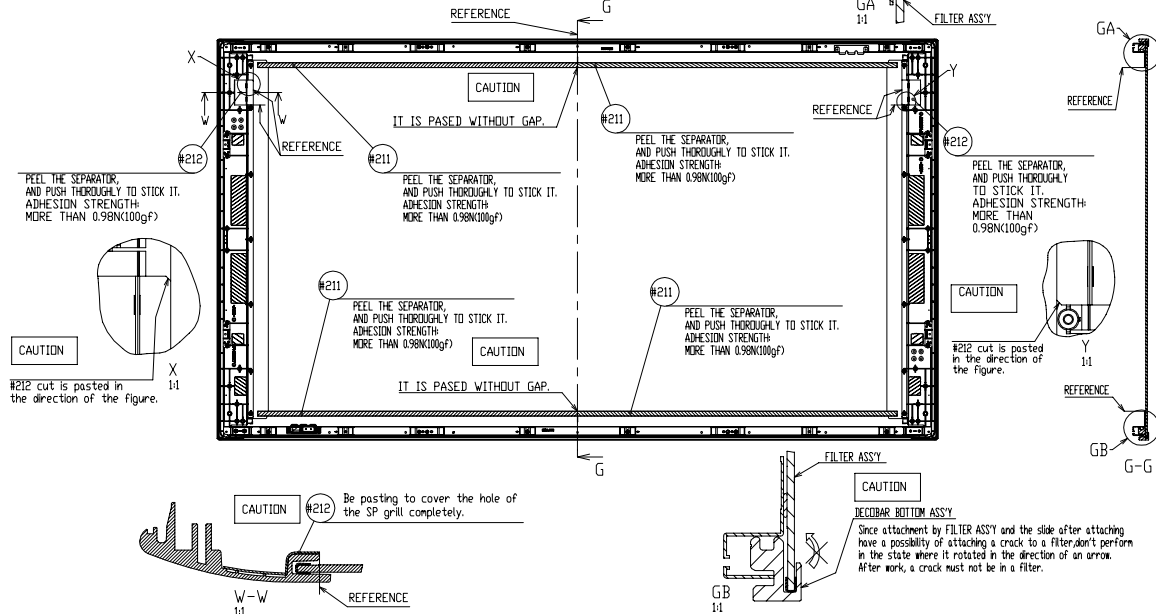 REFERENCE
G
GA
1:1
FILTER ASS'Y
GA
X
CAUTION
Y
REFERENCE
REFERENCE
#211
IT IS PASED WITHOUT GAP.
W
W
REFERENCE
#212
#211
#212
PEEL THE SEPARATOR,
AND PUSH THOROUGHLY TO STICK IT.
ADHESION STRENGTH:
MORE THAN 0.98N(100gf)
PEEL THE SEPARATOR,
AND PUSH THOROUGHLY TO STICK IT.
ADHESION STRENGTH:
MORE THAN 0.98N(100gf)
PEEL THE SEPARATOR,
AND PUSH THOROUGHLY TO STICK IT.
ADHESION STRENGTH:
MORE THAN 0.98N(100gf)
PEEL THE SEPARATOR,
AND PUSH THOROUGHLY
TO STICK IT.
ADHESION STRENGTH:
MORE THAN
0.98N(100gf)
#211
PEEL THE SEPARATOR,
AND PUSH THOROUGHLY TO STICK IT.
ADHESION STRENGTH:
MORE THAN 0.98N(100gf)
#211
PEEL THE SEPARATOR,
AND PUSH THOROUGHLY TO STICK IT.
ADHESION STRENGTH:
MORE THAN 0.98N(100gf)
CAUTION
CAUTION
CAUTION
X
1:1
#212 cut is pasted in
the direction of the figure.
#212 cut is pasted
in the direction of
the figure.
Y
1:1
IT IS PASED WITHOUT GAP.
REFERENCE
GB
G-G
G
CAUTION
#212
Be pasting to cover the hole of
the SP grill completely.
W-W
1:1
REFERENCE
FILTER ASS'Y
CAUTION
DECOBAR BOTTOM ASS'Y
Since attachment by FILTER ASS'Y and the slide after attaching
have a possibility of attaching a crack to a filter,don't perform
in the state where it rotated in the direction of an arrow.
After work, a crack must not be in a filter.
GB
1:1